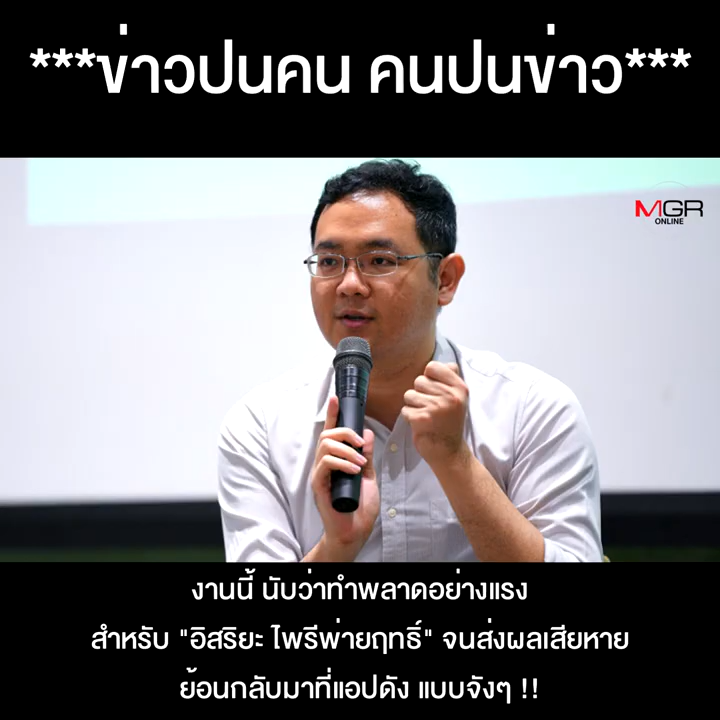 ***ข่าวปนคน คนปนข่าว***
MGR
ONLINE
งานนี้ นับว่าทำพลาดอย่างแรง
สำหรับ "อิสริยะ ไพรีพ่ายฤทธิ์" จนส่งผลเสียหาย
ย้อนกลับมาที่แอปดัง แบบจังๆ !!